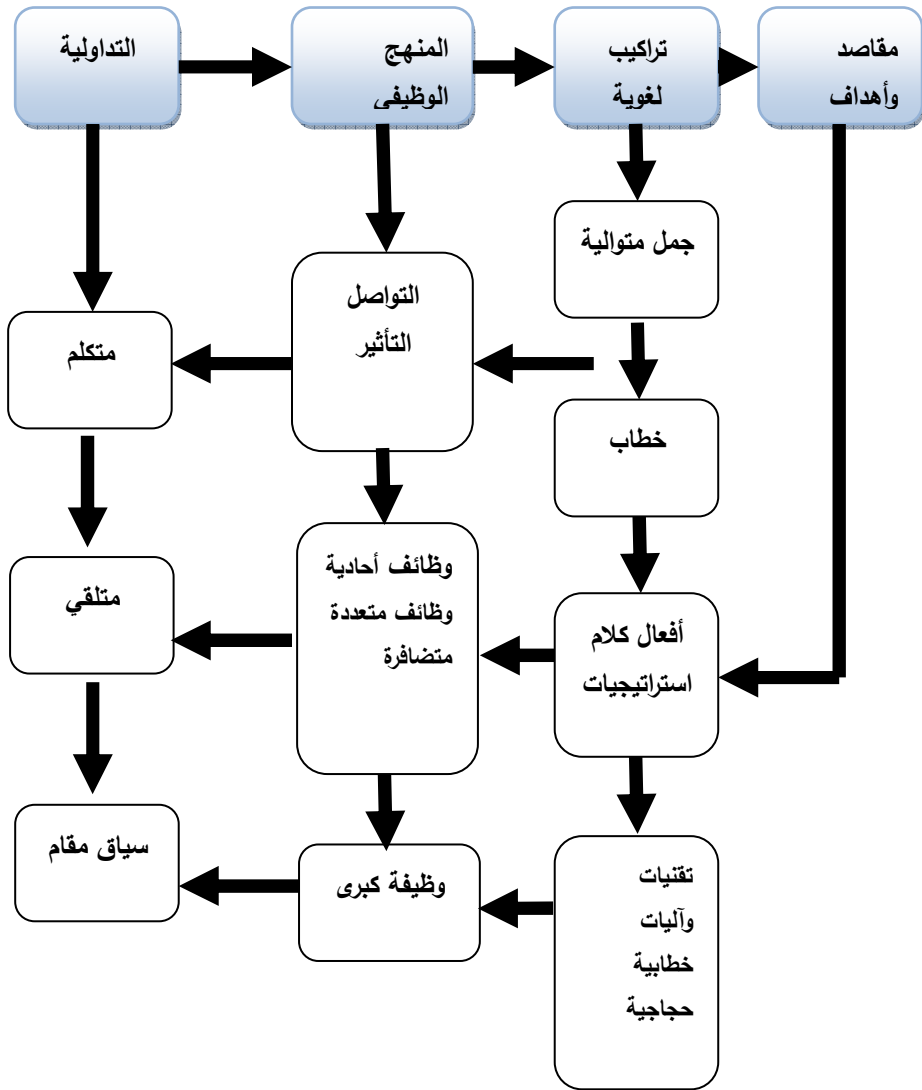 مقاصد
وأهداف
تراكيب
لغوية
المنهج
الوظيفي
التداولية
جمل متوالية
التواصل
التأثير
متكلم
خطاب
وظائف أحادية
وظائف متعددة
متضافرة
متلقي
أفعال كلام
استراتيجيات
سياق مقام
وظيفة كبرى
تقنيات
وآليات
خطابية
حجاجية